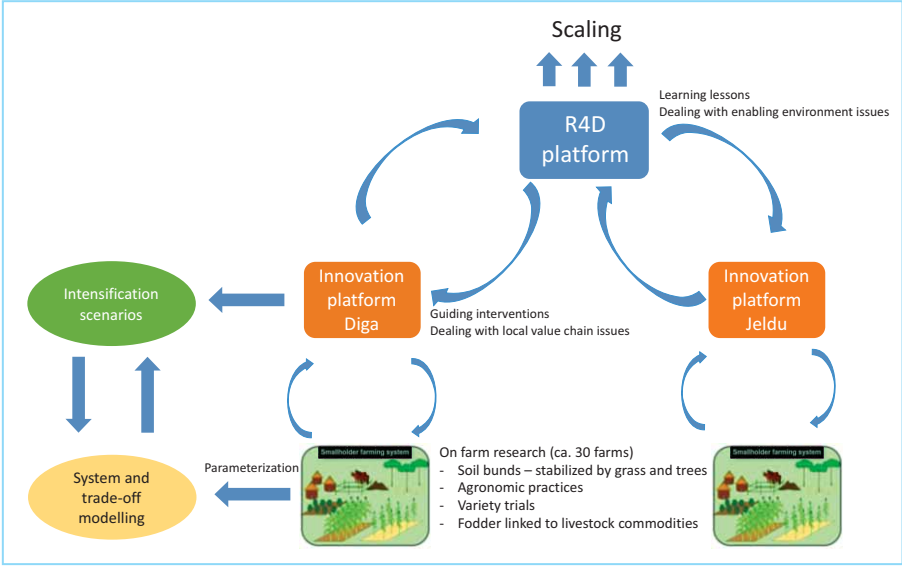 Scaling
Learning lessons
Dealing with enabling environment issues
R4D
platform
Intensification
scenarios
Innovation
platform
Diga
Guiding interventions
Dealing with local value chain issues
Innovation
platform
Jeldu
System and
trade-off
modelling
Parameterization
Smallholder farming system
On farm research (ca. 30 farms)
- Soil bunds – stabilized by grass and trees
- Agronomic practices
- Variety trials
- Fodder linked to livestock commodities
Smallholder farming system